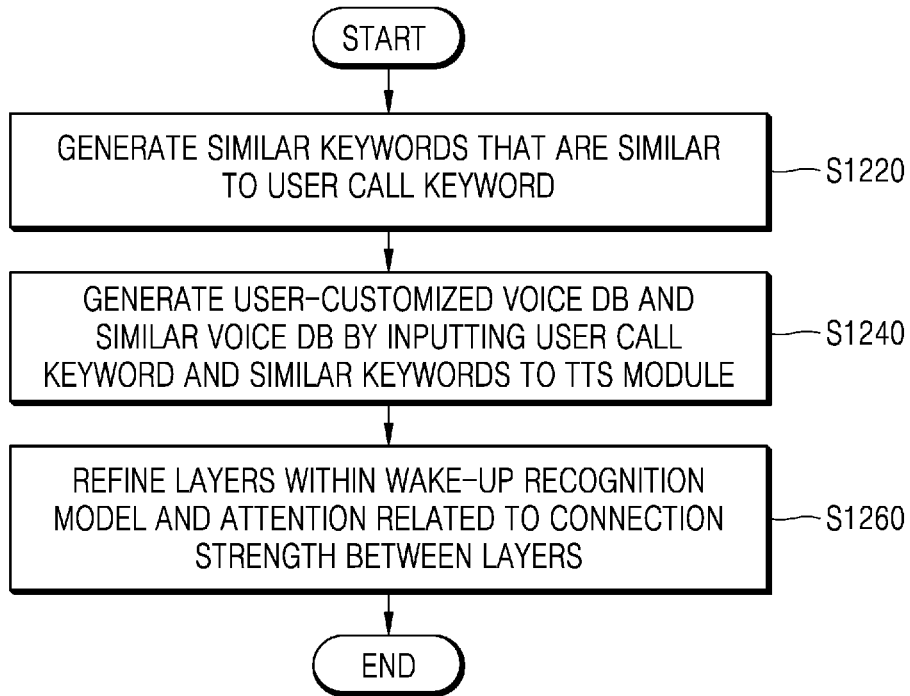 START
GENERATE SIMILAR KEYWORDS THAT ARE SIMILAR
TO USER CALL KEYWORD
S1220
GENERATE USER-CUSTOMIZED VOICE DB AND
SIMILAR VOICE DB BY INPUTTING USER CALL
KEYWORD AND SIMILAR KEYWORDS TO TTS MODULE
S1240
REFINE LAYERS WITHIN WAKE-UP RECOGNITION
MODEL AND ATTENTION RELATED TO CONNECTION
STRENGTH BETWEEN LAYERS
S1260
END